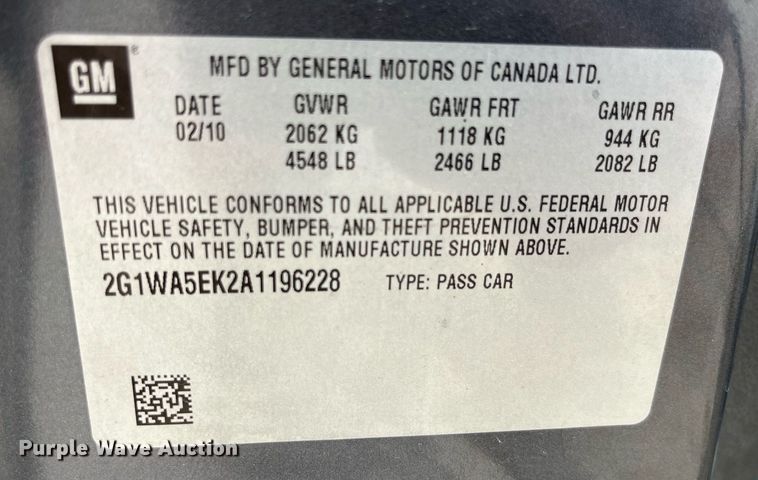 GM ®
MFD BY GENERAL MOTORS OF CANADA LTD.
DATE GVWR GAWR FRT GAWR RR
02/10 2062 KG 1118 KG 944 KG
4548 LB 2466 LB 2082 LB
THIS VEHICLE CONFORMS TO ALL APPLICABLE U.S. FEDERAL MOTOR
VEHICLE SAFETY, BUMPER, AND THEFT PREVENTION STANDARDS IN
EFFECT ON THE DATE OF MANUFACTURE SHOWN ABOVE.
2G1WA5EK2A1196228 TYPE: PASS CAR
Purple Wave Auction